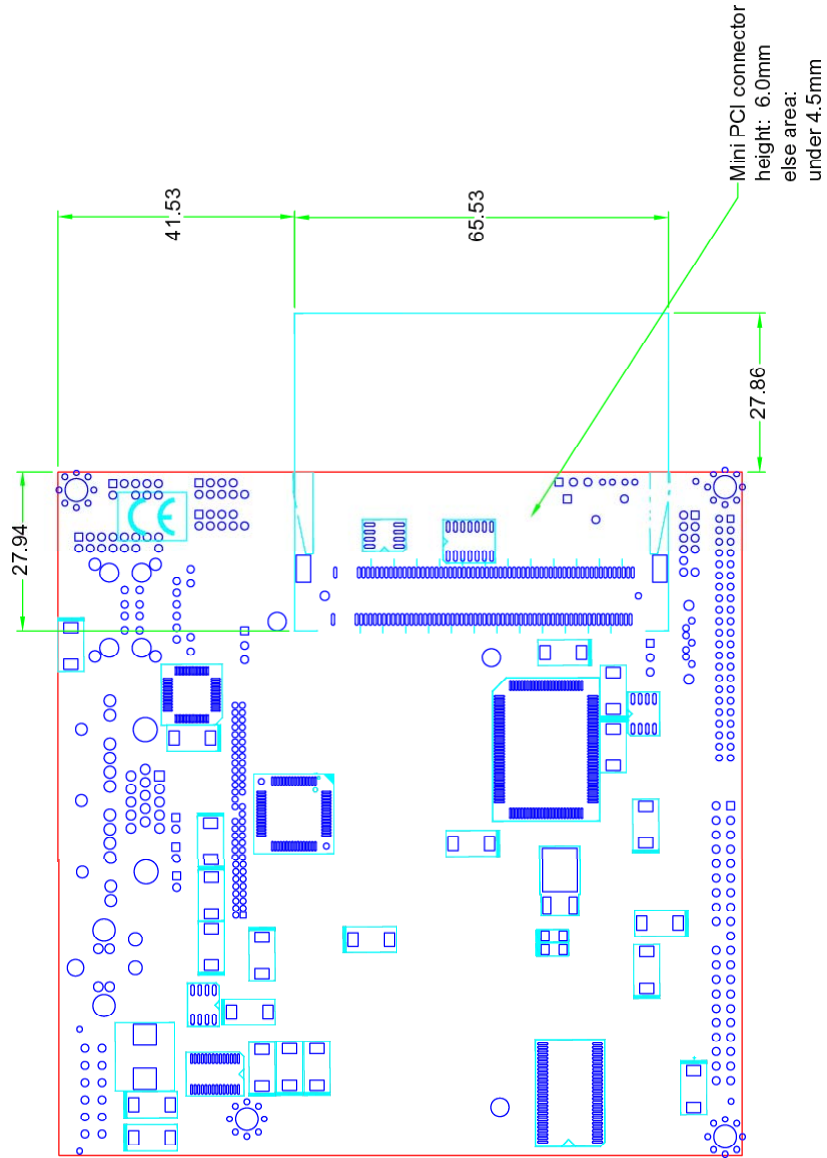 41.53
65.53
27.94
27.86
Mini PCI connector
height: 6.0mm
else area:
under 4.5mm
CE